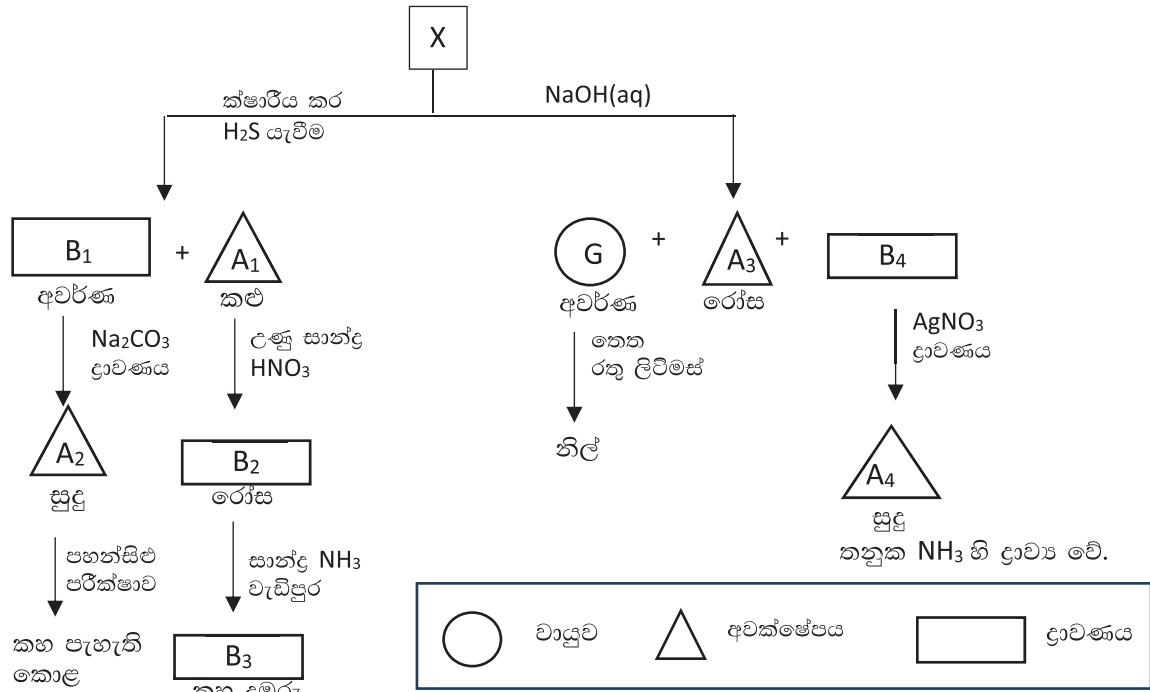 X
ක්ෂාරීය කර
H₂S යැවීම
NaOH(aq)
B₁
+
A₁
අවර්ණ
කළු
G
+
A₃
+
B₄
අවර්ණ
රෝස
Na₂CO₃
ද්‍රාවණය
උණු සාන්ද්‍ර
HNO₃
තෙත
රතු ලිට්මස්
AgNO₃
ද්‍රාවණය
A₂
සුදු
B₂
රෝස
නිල්
A₄
සුදු
තනුක NH₃ හි ද්‍රාව්‍ය වේ.
පහන්සිළු
පරීක්ෂාව
සාන්ද්‍ර NH₃
වැඩිපුර
කහ පැහැති
කොළ
B₃
කහ දුඹුරු
වායුව
අවක්ෂේපය
ද්‍රාවණය